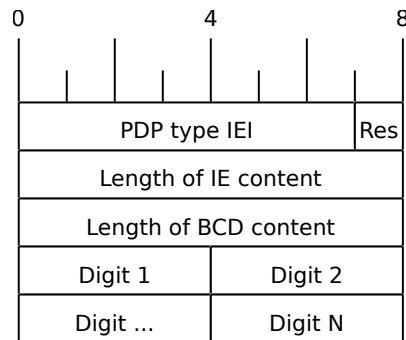 0 4 8
PDP type IEI Res
Length of IE content
Length of BCD content
Digit 1 Digit 2
Digit ... Digit N